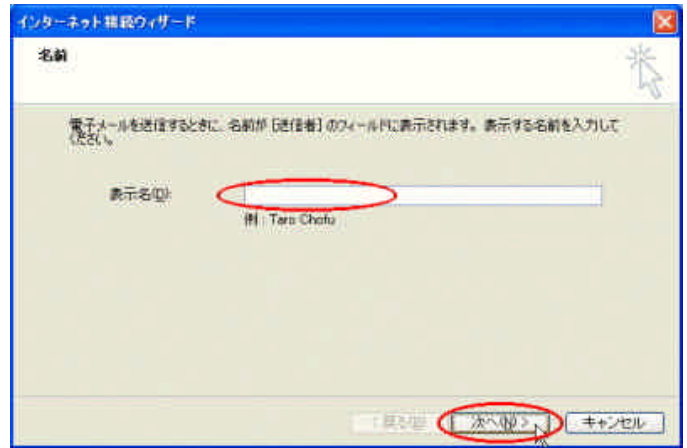 インターネット接続ウィザード
名前
電子メールを送信するときに、名前が [送信者] のフィールドに表示されます。表示する名前を入力して
ください。
表示名(D):
例 : Taro Chofu
< 戻る(B)
次へ(N) >
キャンセル